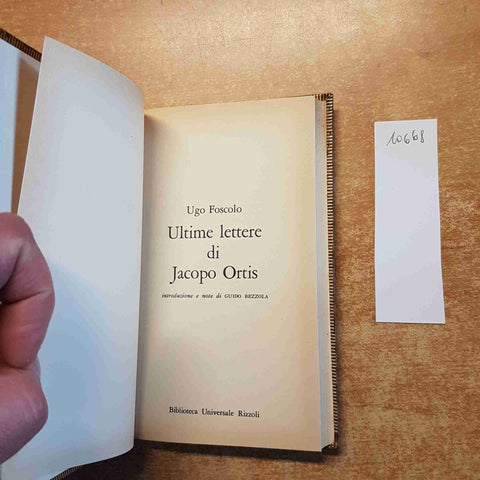 Ugo Foscolo
Ultime lettere
di
Jacopo Ortis
introduzione e note di GUIDO BEZZOLA
Biblioteca Universale Rizzoli
10668